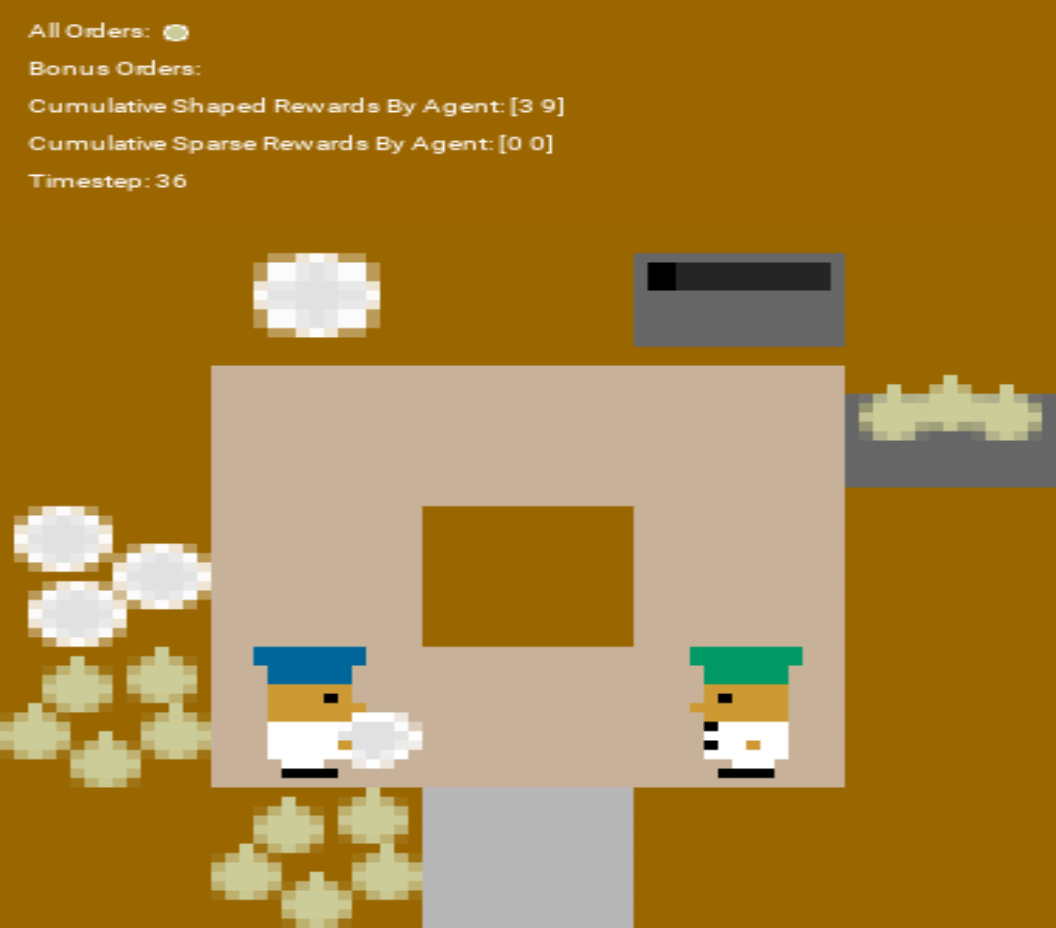 All Orders:
Bonus Orders:
Cumulative Shaped Rewards By Agent: [3 9]
Cumulative Sparse Rewards By Agent: [0 0]
Timestep: 36